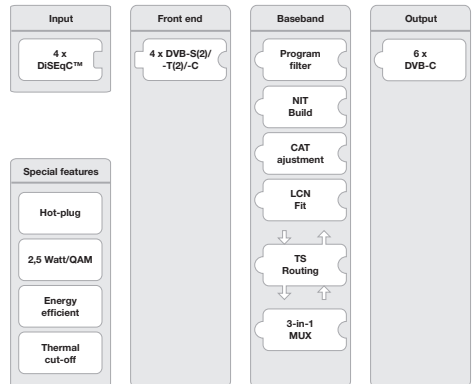 Input
4 x
DiSEqC™
Special features
Hot-plug
2,5 Watt/QAM
Energy
efficient
Thermal
cut-off
Front end
4 x DVB-S(2)/
-T(2)/-C
Baseband
Program
filter
NIT
Build
CAT
ajustment
LCN
Fit
TS
Routing
3-in-1
MUX
Output
6 x
DVB-C